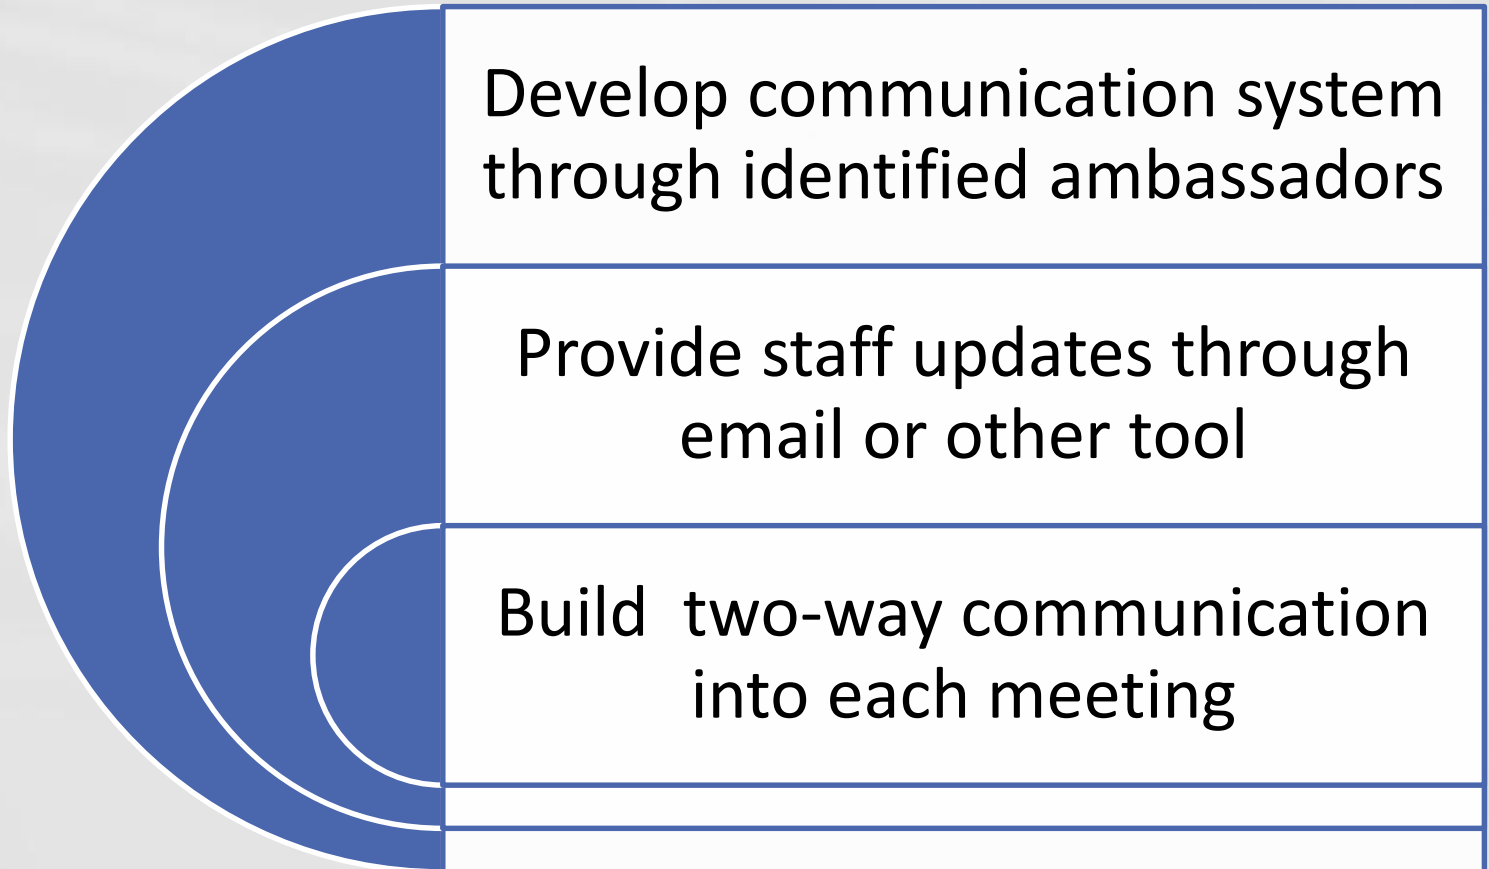 Develop communication system
through identified ambassadors
Provide staff updates through
email or other tool
Build  two-way communication
into each meeting